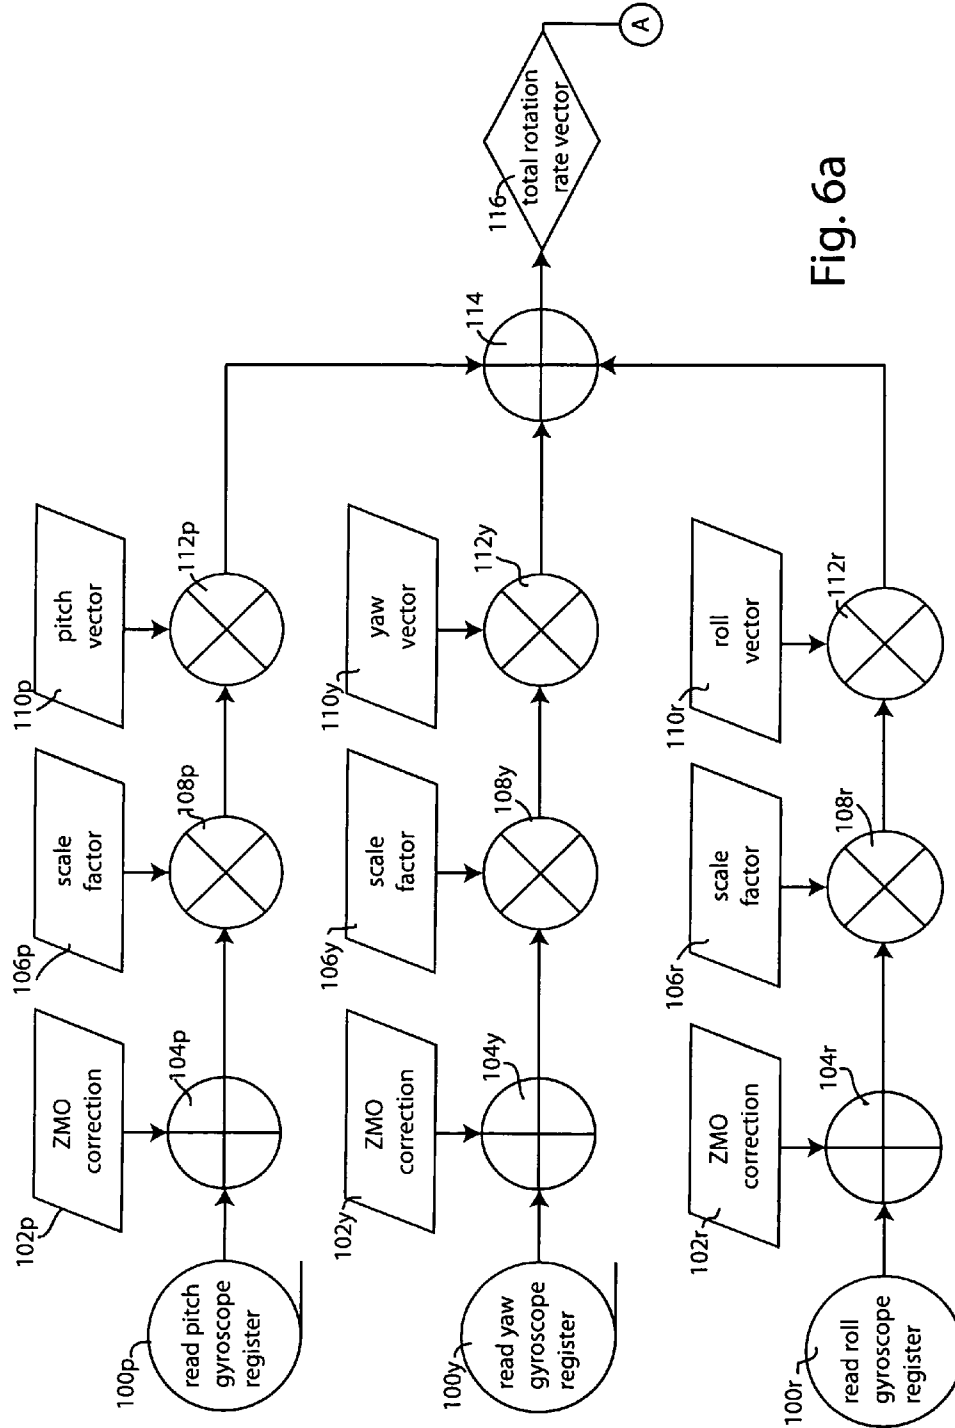 100p
read pitch
gyroscope
register
102p
ZMO
correction
104p
106p
scale
factor
108p
110p
pitch
vector
112p
100y
read yaw
gyroscope
register
102y
ZMO
correction
104y
106y
scale
factor
108y
110y
yaw
vector
112y
114
116
total rotation
rate vector
A
100r
read roll
gyroscope
register
102r
ZMO
correction
104r
106r
scale
factor
108r
110r
roll
vector
112r
Fig. 6a